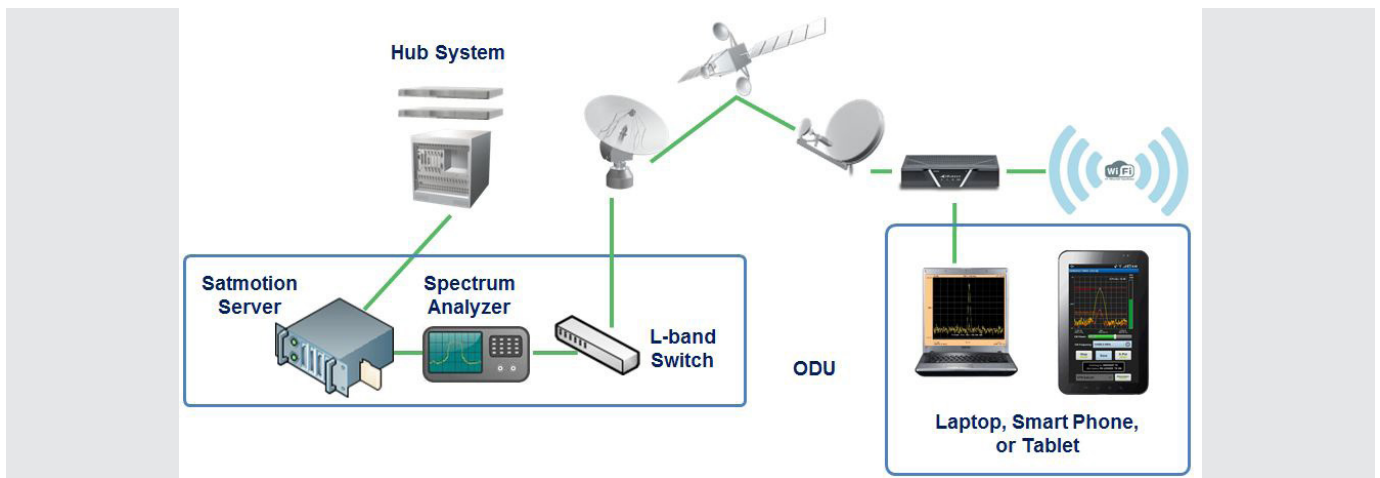 Hub System
Satmotion
Server
Spectrum
Analyzer
L-band
Switch
ODU
WiFi
Laptop, Smart Phone,
or Tablet